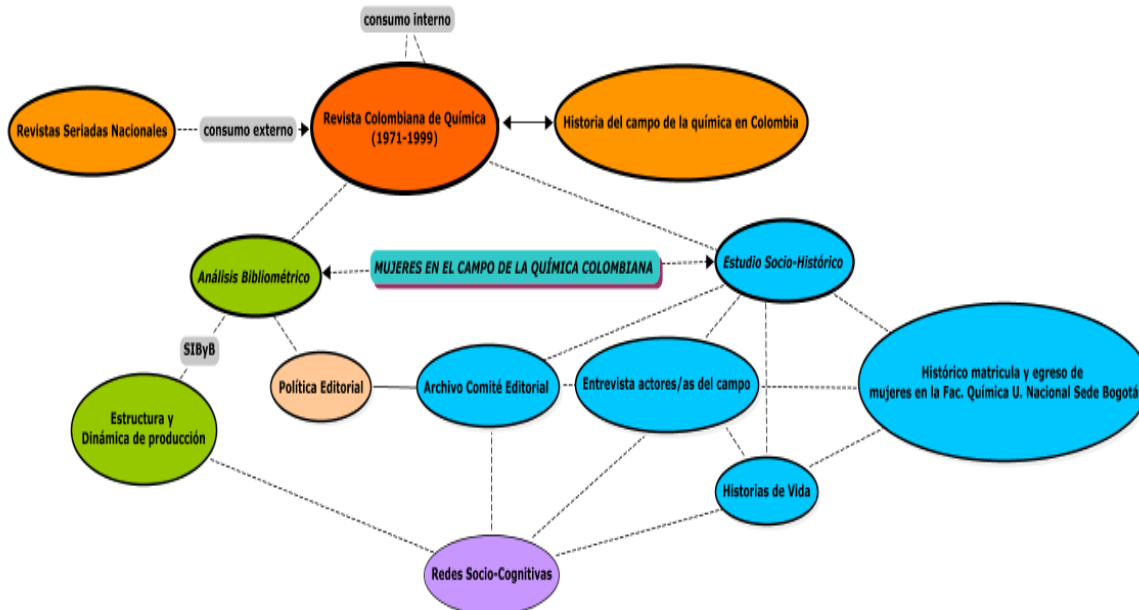 consumo interno
Revistas Seriadas Nacionales
consumo externo
Revista Colombiana de Química
(1971-1999)
Historia del campo de la química en Colombia
Análisis Bibliométrico
MUJERES EN EL CAMPO DE LA QUÍMICA COLOMBIANA
Estudio Socio-Histórico
SIByB
Política Editorial
Archivo Comité Editorial
Entrevista actores/as del campo
Histórico matricula y egreso de
mujeres en la Fac. Química U. Nacional Sede Bogotá
Estructura y
Dinámica de producción
Historias de Vida
Redes Socio-Cognitivas